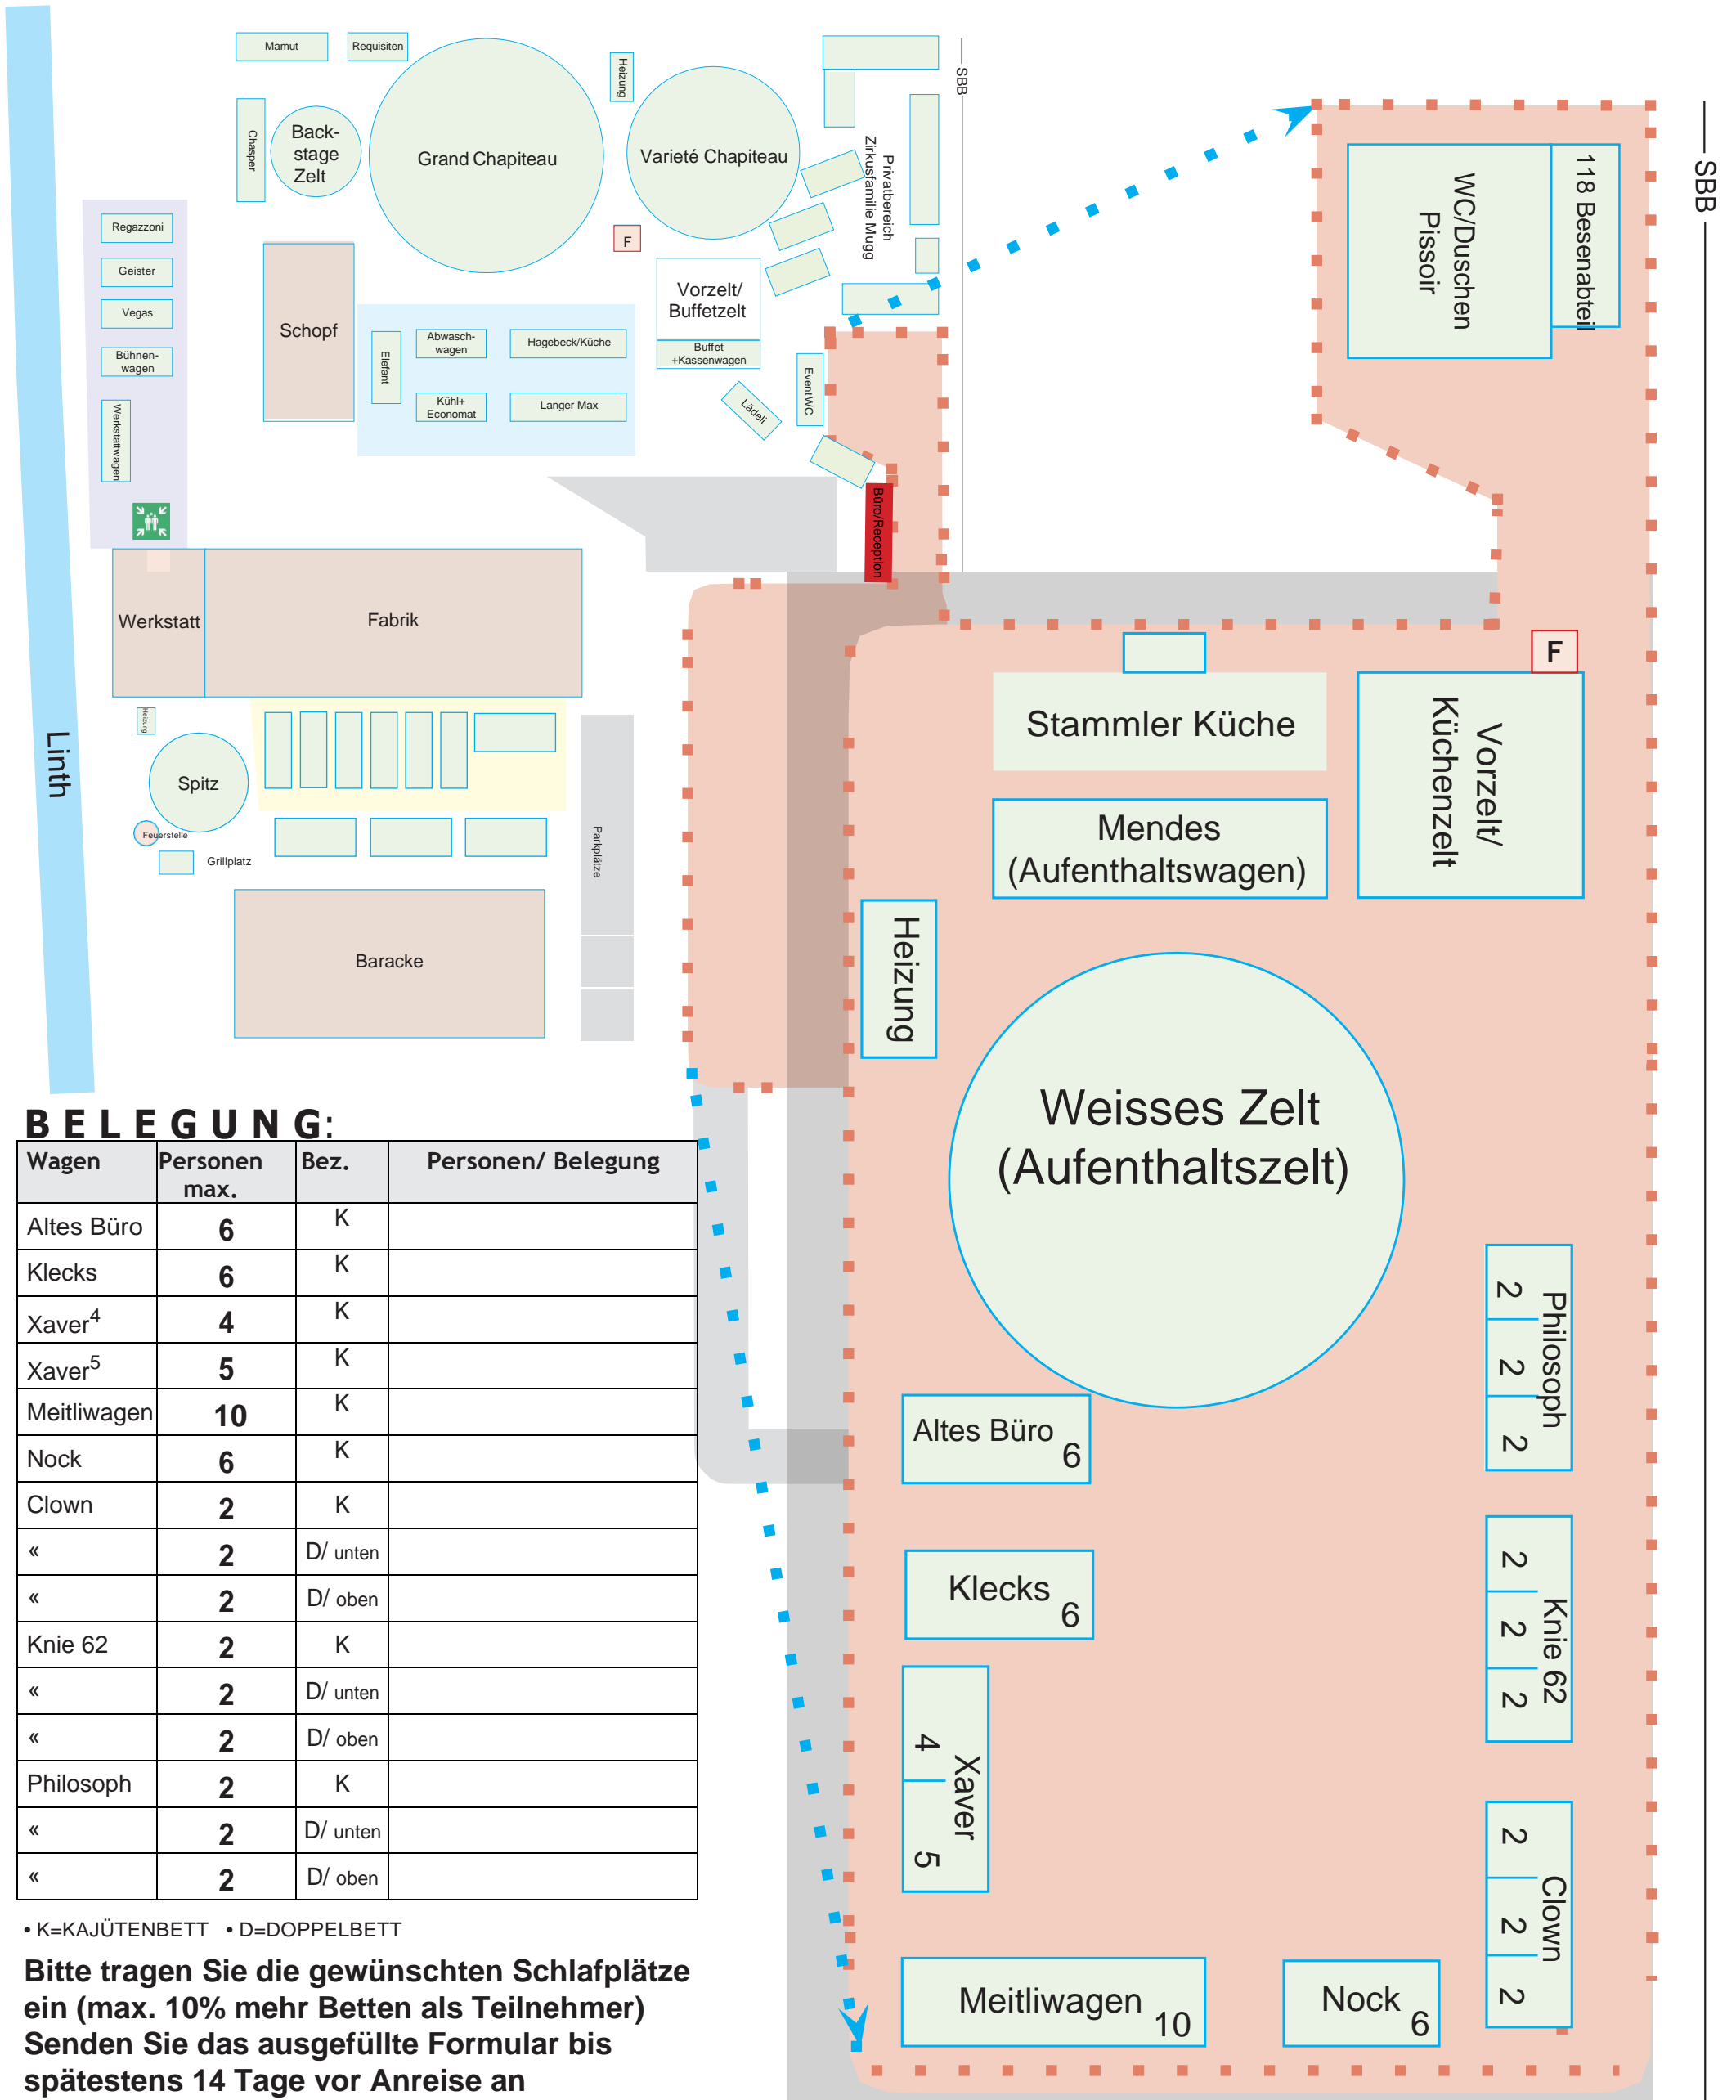 Mamut
Requisiten
Heizung
SBB
Chasper
Back-
stage
Zelt
Grand Chapiteau
Varieté Chapiteau
Privatbereich
Zirkusfamilie Mugg
F
Regazzoni
Geister
Vegas
Bühnen-
wagen
Werkstattwagen
Schopf
Elefant
Abwasch-
wagen
Hagebeck/Küche
Kühl+
Economat
Langer Max
Vorzelt/
Buffetzelt
Buffet
+Kassenwagen
EventWC
Lädeli
Büro/Reception
Werkstatt
Fabrik
Linth
Heizung
Spitz
Feuerstelle
Grillplatz
Parkplätze
Baracke
WC/Duschen
Pissoir
118 Besenabteil
SBB
F
Stammler Küche
Vorzelt/
Küchenzelt
Mendes
(Aufenthaltswagen)
Heizung
Weisses Zelt
(Aufenthaltszelt)
Philosoph
2
2
2
Altes Büro 6
Klecks 6
Knie 62
2
2
2
Xaver
4
5
Clown
2
2
2
Meitliwagen 10
Nock 6
BELEGUNG:
Wagen Personen max. Bez. Personen/ Belegung
Altes Büro 6 K
Klecks 6 K
Xaver4 4 K
Xaver5 5 K
Meitliwagen 10 K
Nock 6 K
Clown 2 K
« 2 D/ unten
« 2 D/ oben
Knie 62 2 K
« 2 D/ unten
« 2 D/ oben
Philosoph 2 K
« 2 D/ unten
« 2 D/ oben
• K=KAJÜTENBETT • D=DOPPELBETT
Bitte tragen Sie die gewünschten Schlafplätze
ein (max. 10% mehr Betten als Teilnehmer)
Senden Sie das ausgefüllte Formular bis
spätestens 14 Tage vor Anreise an